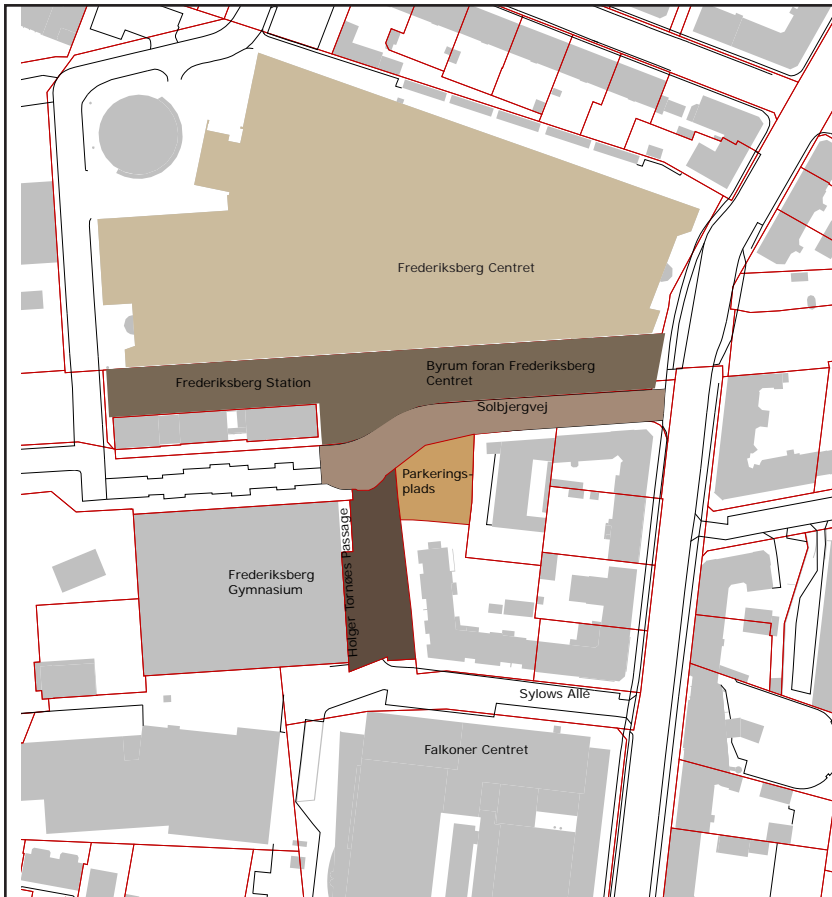 Frederiksberg Centret
Byrum foran Frederiksberg
Centret
Frederiksberg Station
Solbjergvej
Parkerings-
plads
Holger Tornøes Passage
Frederiksberg
Gymnasium
Sylows Allé
Falkoner Centret